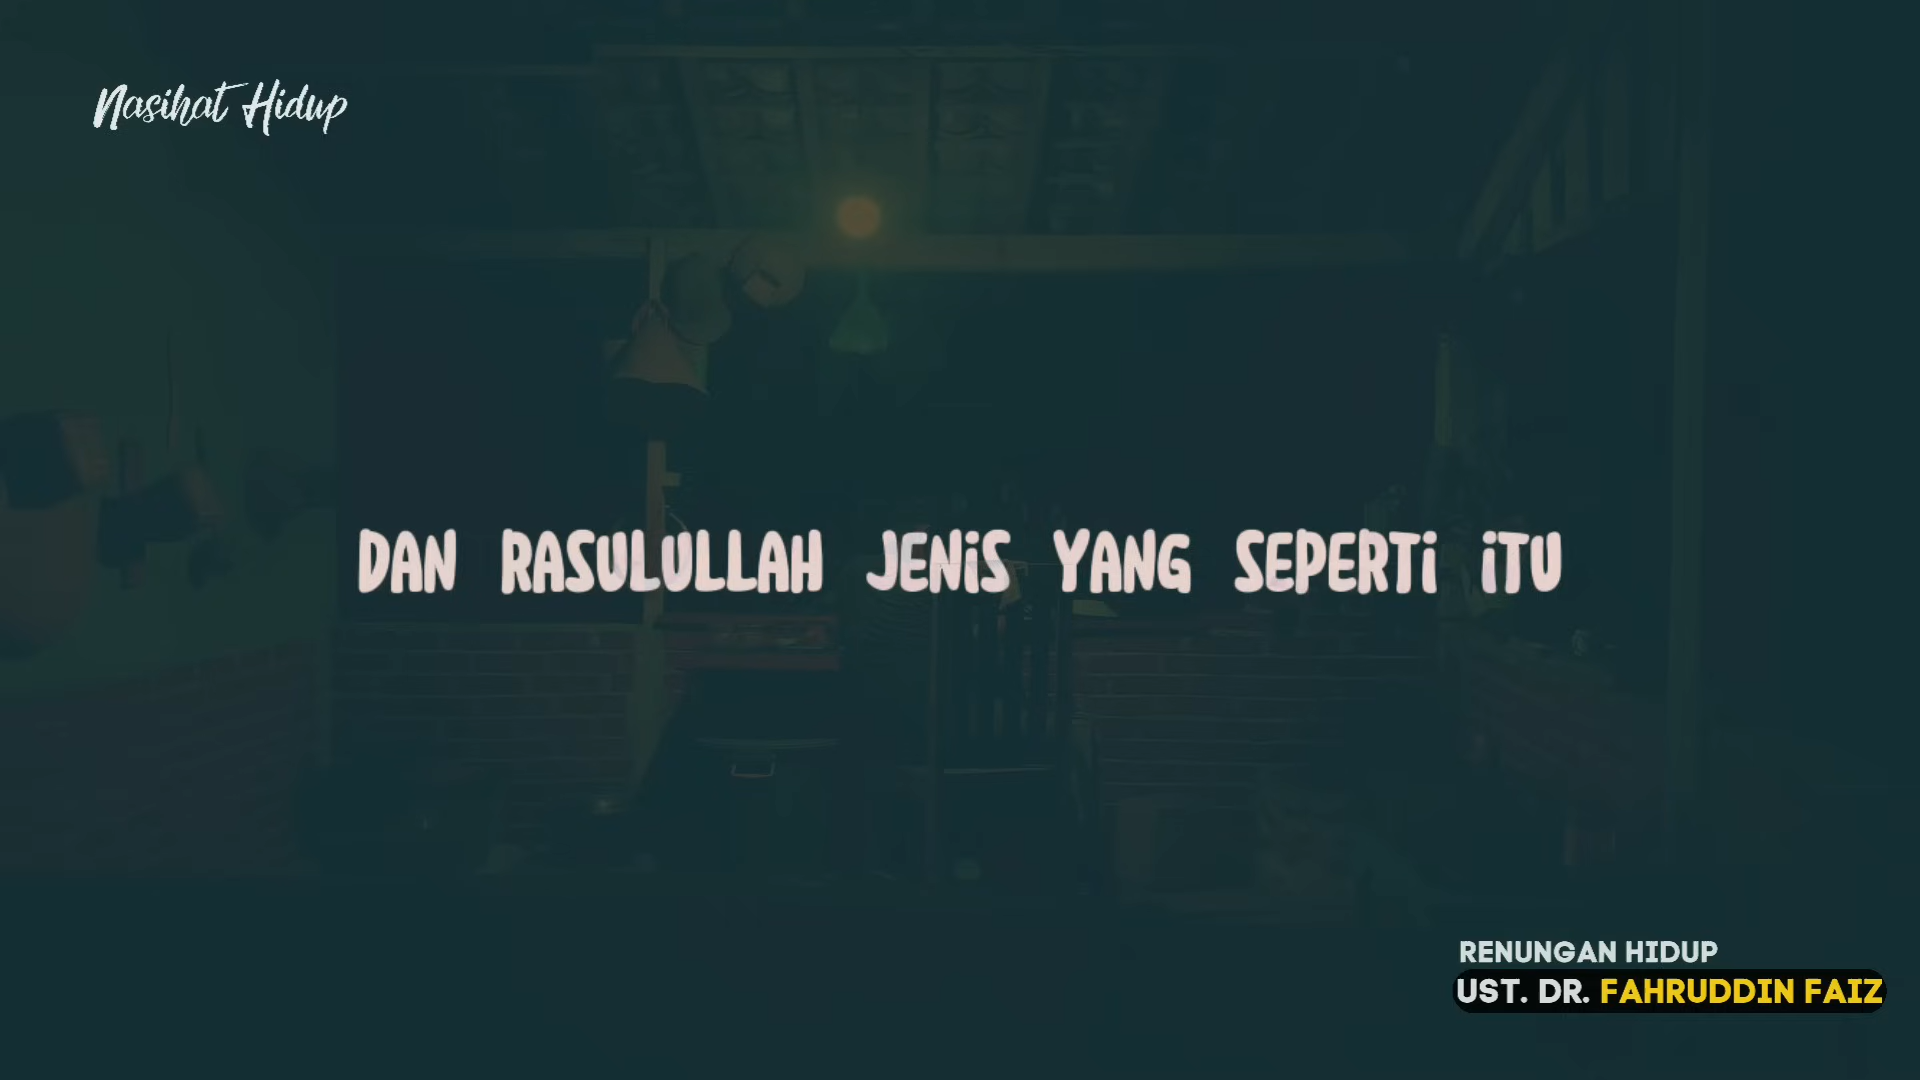 Nasihat Hidup
DAN RASULULLAH JENiS YANG SEPERTi iTU
RENUNGAN HIDUP
UST. DR. FAHRUDDIN FAIZ